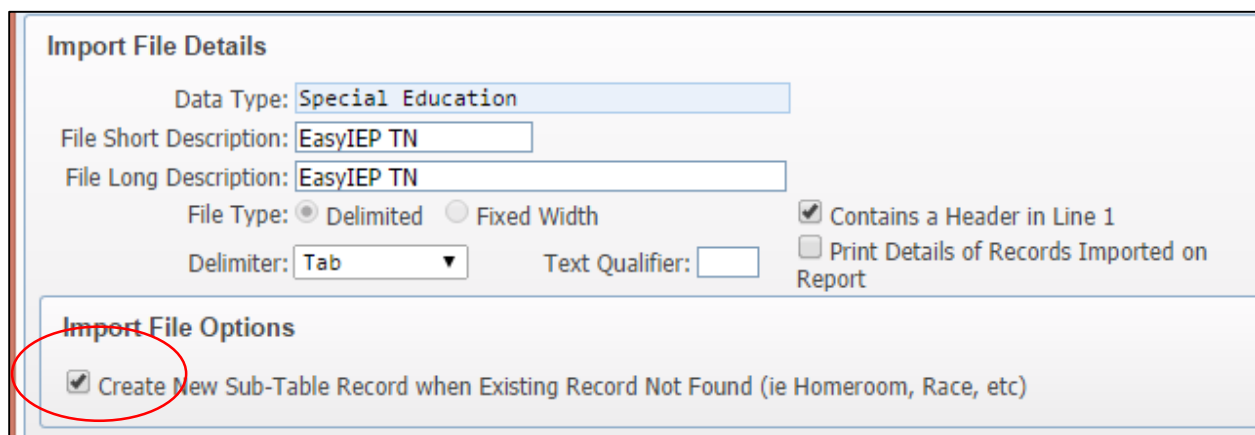 Import File Details
Data Type: Special Education
File Short Description: EasyIEP TN
File Long Description: EasyIEP TN
File Type: Delimited Fixed Width Contains a Header in Line 1
Delimiter: Tab Text Qualifier: Print Details of Records Imported on
Report
Import File Options
Create New Sub-Table Record when Existing Record Not Found (ie Homeroom, Race, etc)